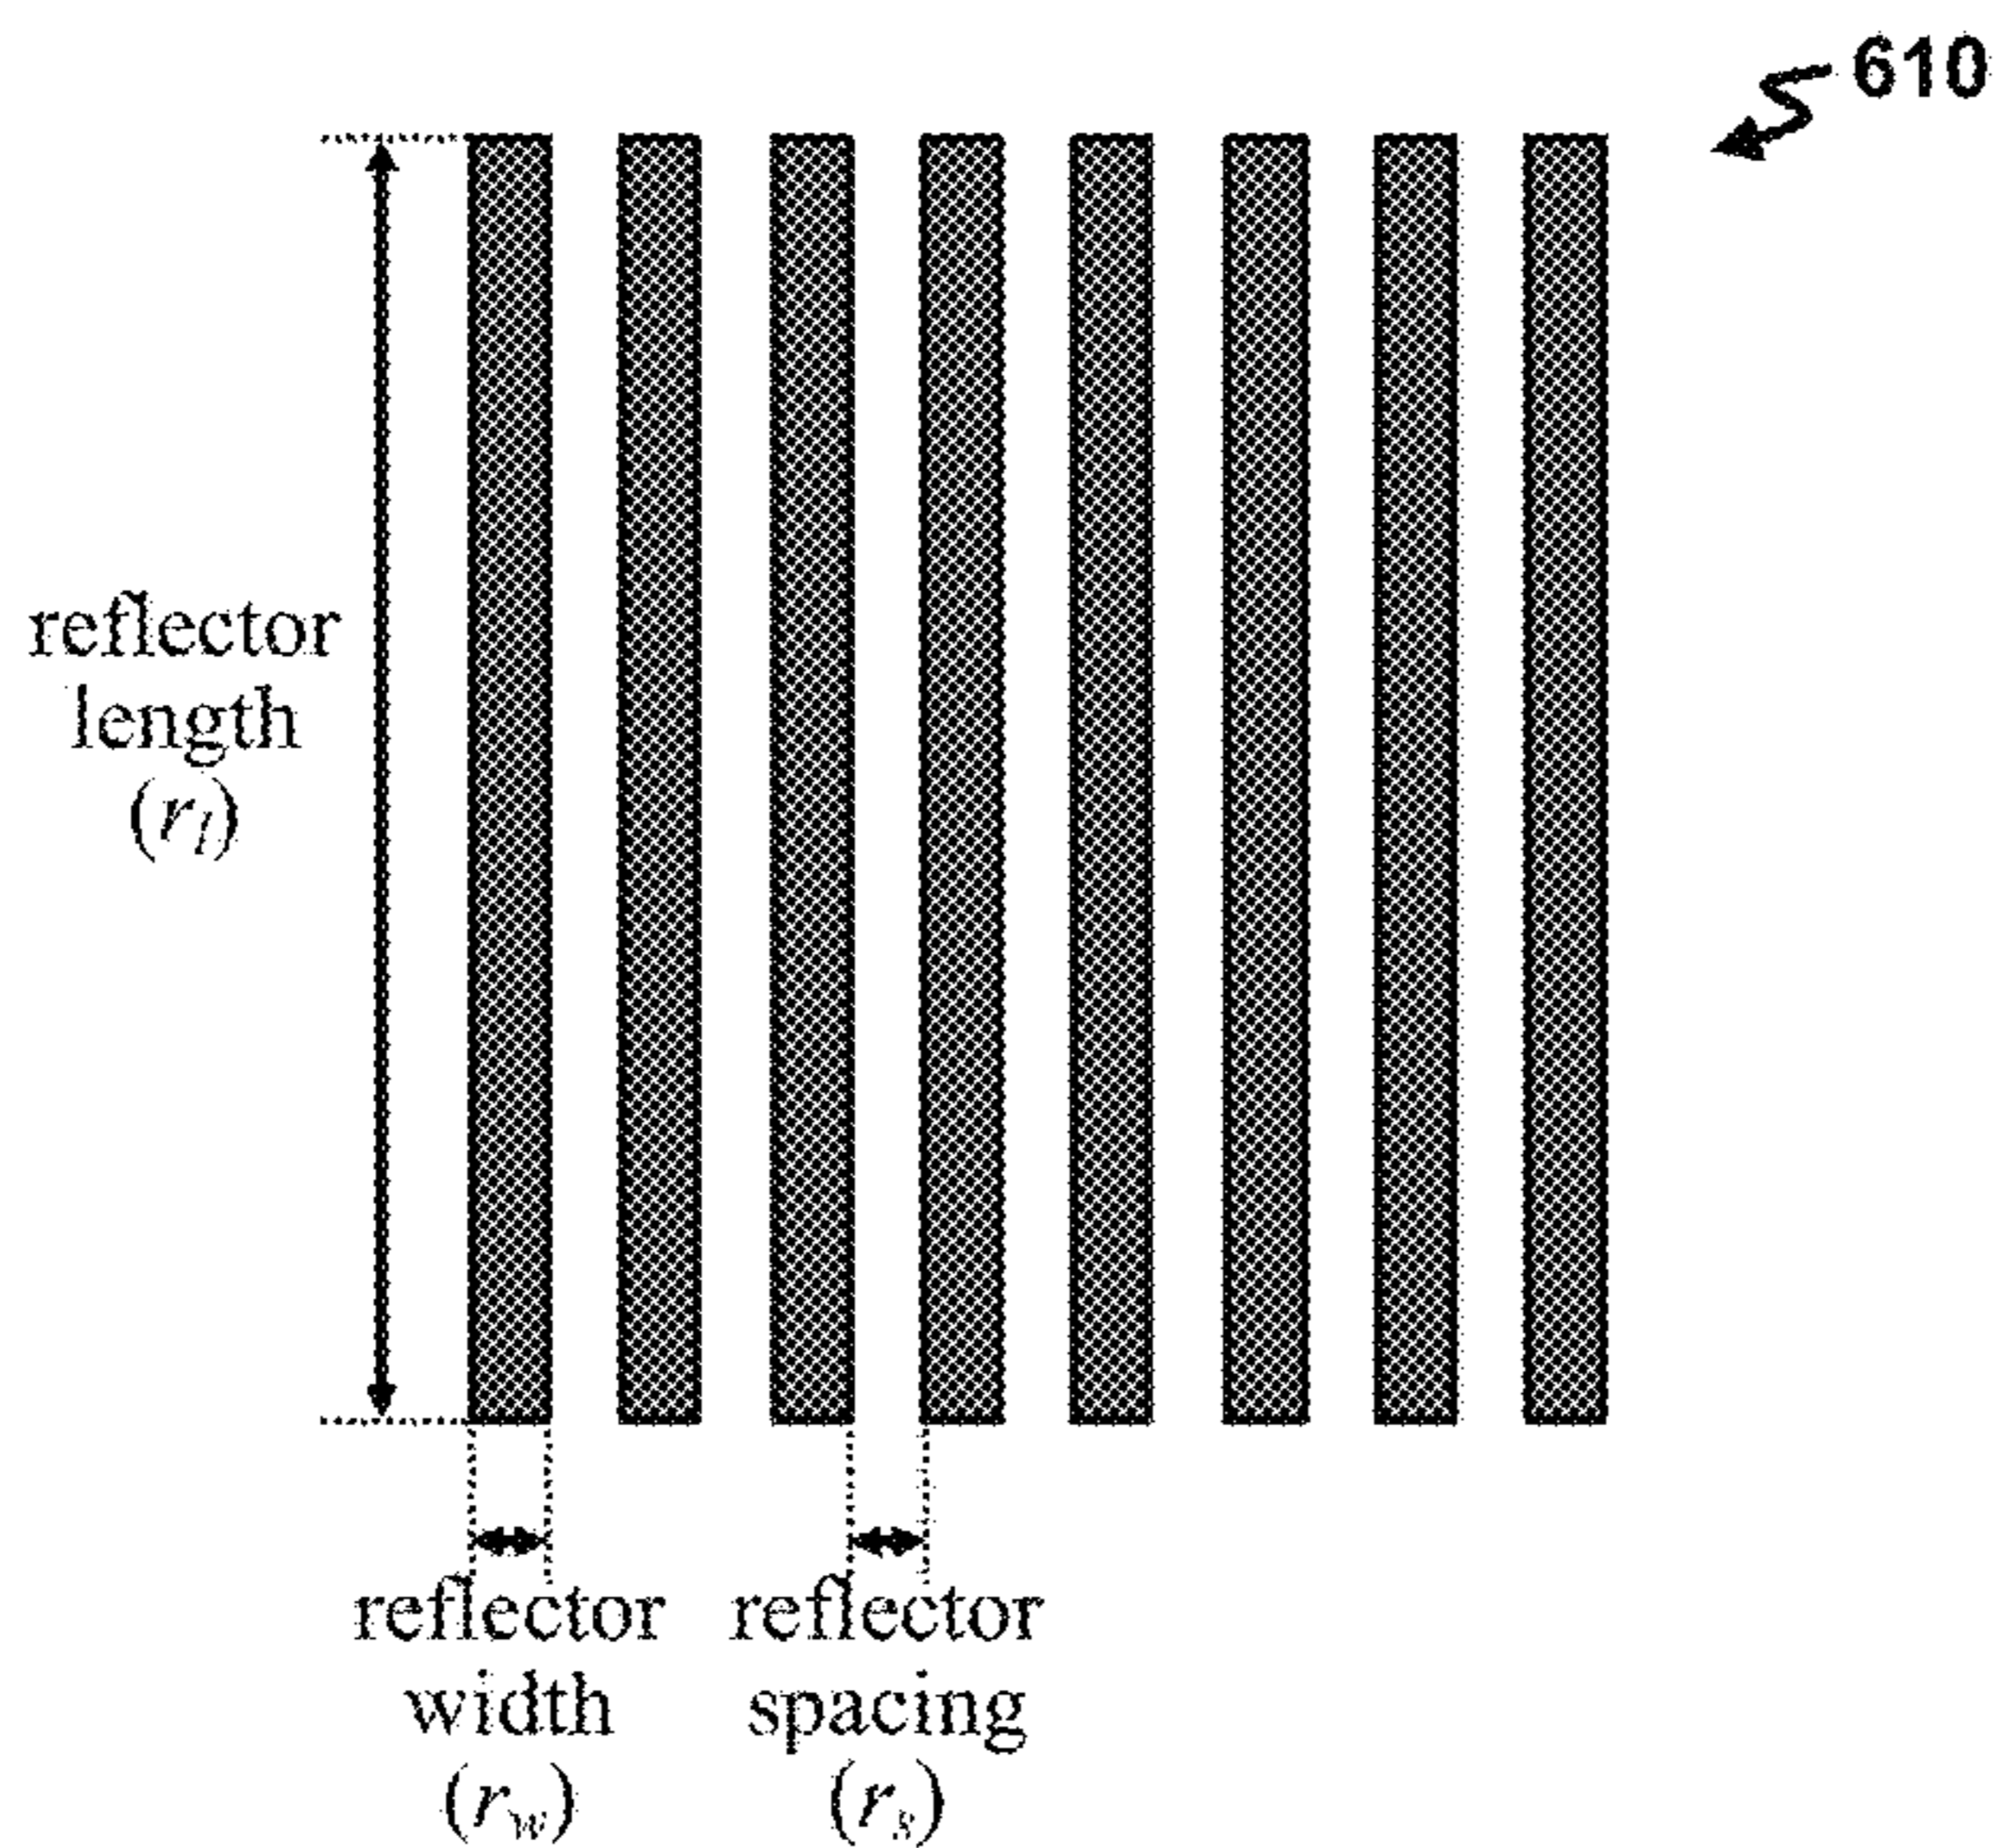 610
reflector
length
(r_l)
reflector
width
(r_w)
reflector
spacing
(r_s)